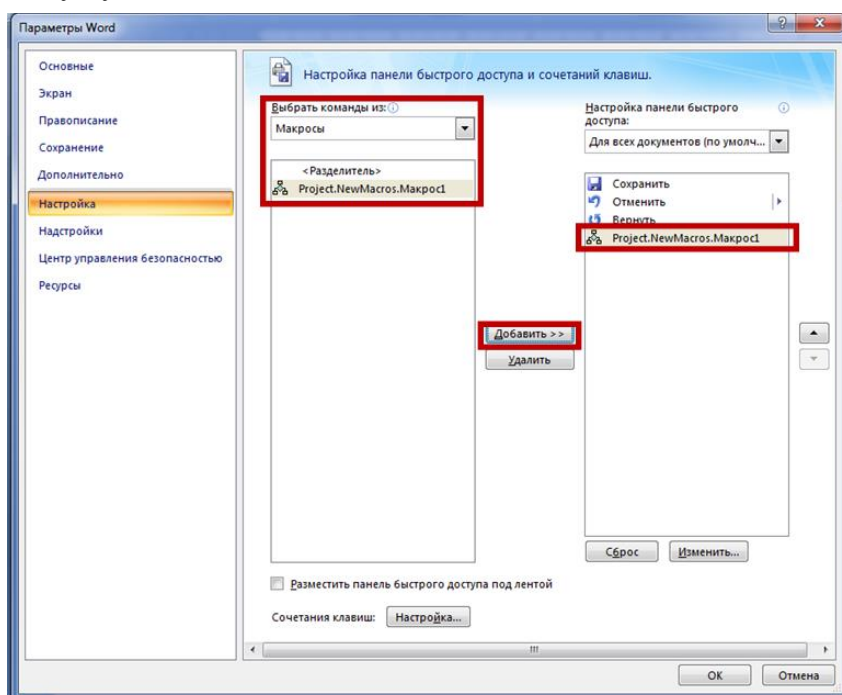 Параметры Word
Основные
Экран
Правописание
Сохранение
Дополнительно
Настройка
Надстройки
Центр управления безопасностью
Ресурсы
Настройка панели быстрого доступа и сочетаний клавиш.
Выбрать команды из:
Макросы
<Разделитель>
Project.NewMacros.Макрос1
Добавить >>
Удалить
Настройка панели быстрого
доступа:
Для всех документов (по умолч...
Сохранить
Отменить
Вернуть
Project.NewMacros.Макрос1
Сброс
Изменить...
Разместить панель быстрого доступа под лентой
Сочетания клавиш:
Настройка...
OK
Отмена